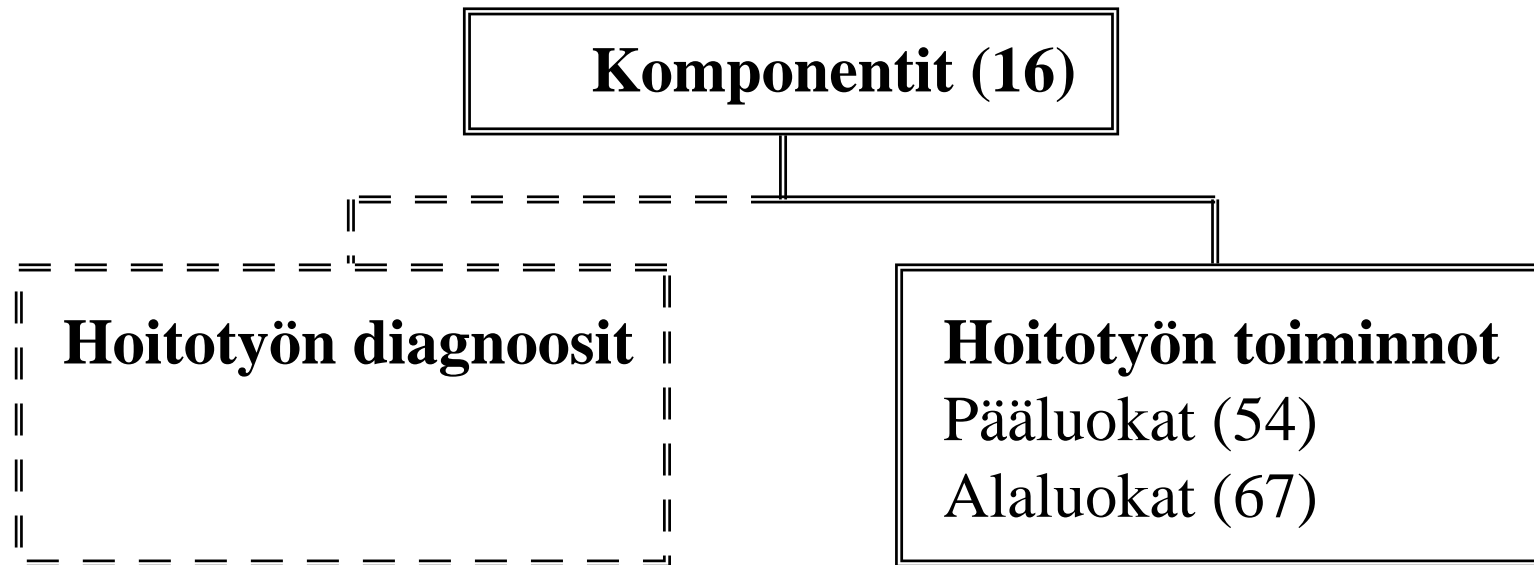 Komponentit (16)
Hoitotyön diagnoosit
Hoitotyön toiminnot
Pääluokat (54)
Alaluokat (67)